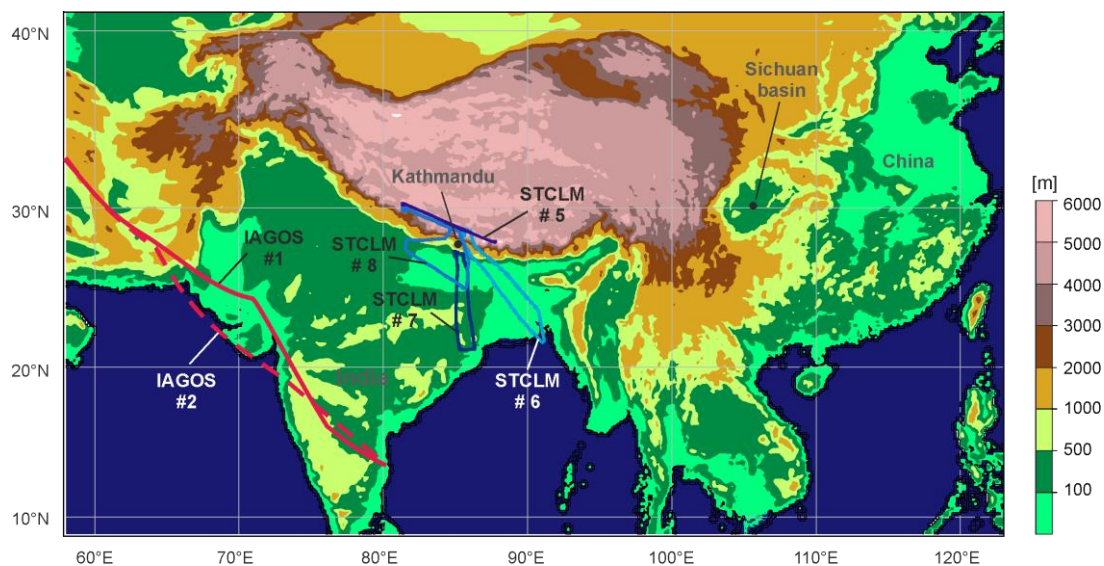 40°N
30°N
20°N
10°N
Sichuan
basin
China
Kathmandu
STCLM
# 5
IAGOS
#1
STCLM
# 8
STCLM
# 7
IAGOS
#2
India
STCLM
# 6
[m]
6000
5000
4000
3000
2000
1000
500
100
60°E
70°E
80°E
90°E
100°E
110°E
120°E